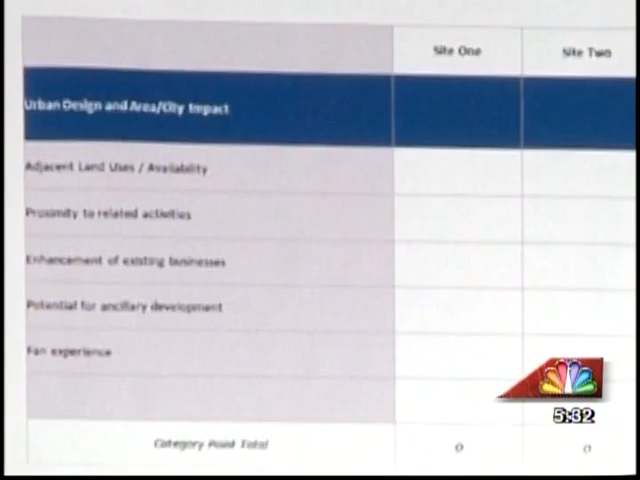 Site One Site Two
Urban Design and Area/City Impact
Adjacent Land Uses / Availability
Proximity to related activities
Enhancement of existing businesses
Potential for ancillary development
Fan experience
5:32
Category Point Total 0 0